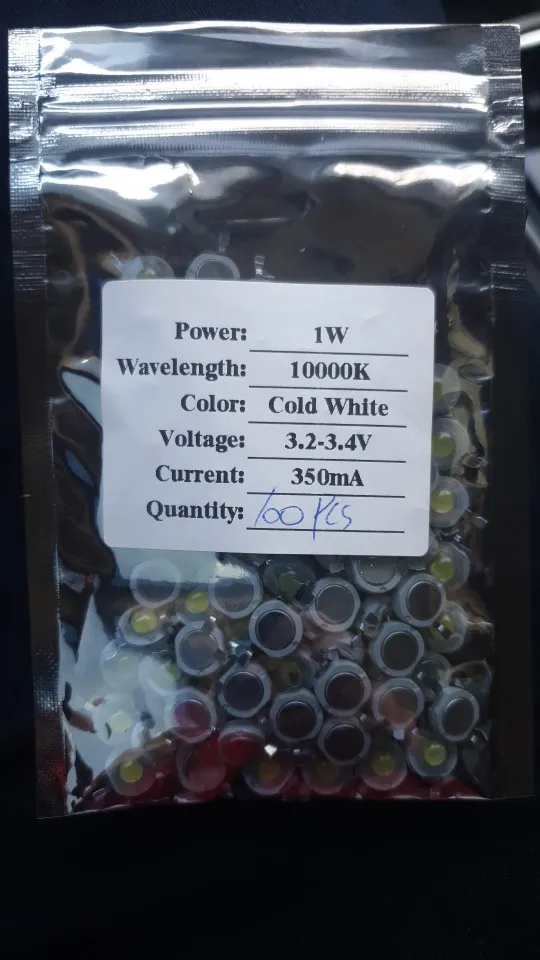 Power: 1W
Wavelength: 10000K
Color: Cold White
Voltage: 3.2-3.4V
Current: 350mA
Quantity: 100 PCS